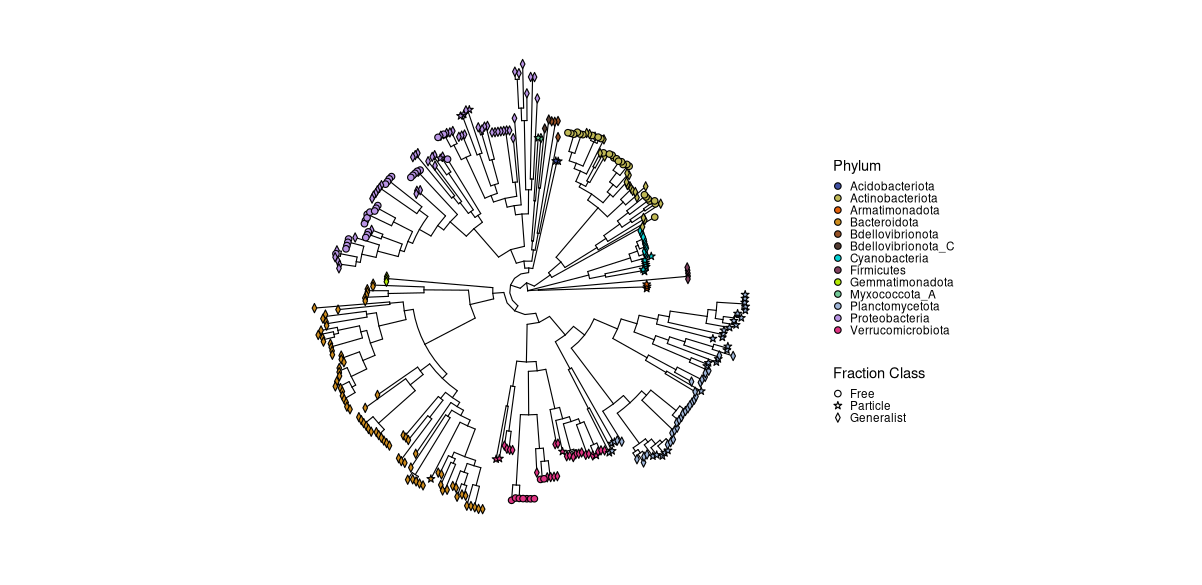 Phylum
Acidobacteriota
Actinobacteriota
Armatimonadota
Bacteroidota
Bdellovibrionota
Bdellovibrionota_C
Cyanobacteria
Firmicutes
Gemmatimonadota
Myxococcota_A
Planctomycetota
Proteobacteria
Verrucomicrobiota
Fraction Class
Free
Particle
Generalist